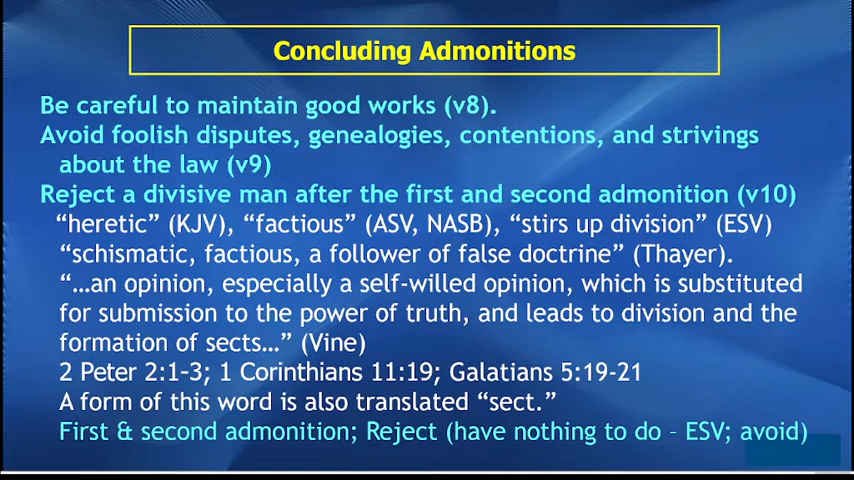 Concluding Admonitions
Be careful to maintain good works (v8).
Avoid foolish disputes, genealogies, contentions, and strivings
about the law (v9)
Reject a divisive man after the first and second admonition (v10)
“heretic” (KJV), “factious” (ASV, NASB), “stirs up division” (ESV)
“schismatic, factious, a follower of false doctrine” (Thayer).
“…an opinion, especially a self-willed opinion, which is substituted
for submission to the power of truth, and leads to division and the
formation of sects…” (Vine)
2 Peter 2:1-3; 1 Corinthians 11:19; Galatians 5:19-21
A form of this word is also translated “sect.”
First & second admonition; Reject (have nothing to do – ESV; avoid)